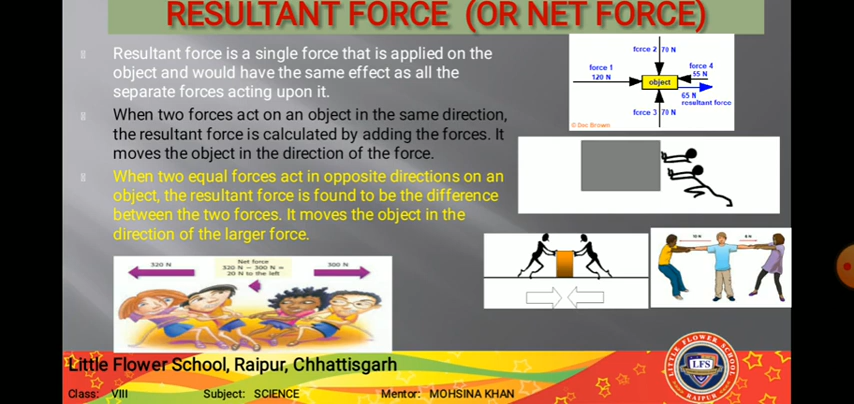 RESULTANT FORCE (OR NET FORCE)
Resultant force is a single force that is applied on the
object and would have the same effect as all the
separate forces acting upon it.
When two forces act on an object in the same direction,
the resultant force is calculated by adding the forces. It
moves the object in the direction of the force.
When two equal forces act in opposite directions on an
object, the resultant force is found to be the difference
between the two forces. It moves the object in the
direction of the larger force.
force 2 70 N
force 1
120 N
force 4
55 N
object
65 N
resultant force
force 3 70 N
© Doc Brown
320 N
Net force
320 N – 300 N =
20 N to the left
300 N
Little Flower School, Raipur, Chhattisgarh
Class: VIII
Subject: SCIENCE
Mentor: MOHSINA KHAN
LITTLE FLOWER SCHOOL
LFS
RAIPUR